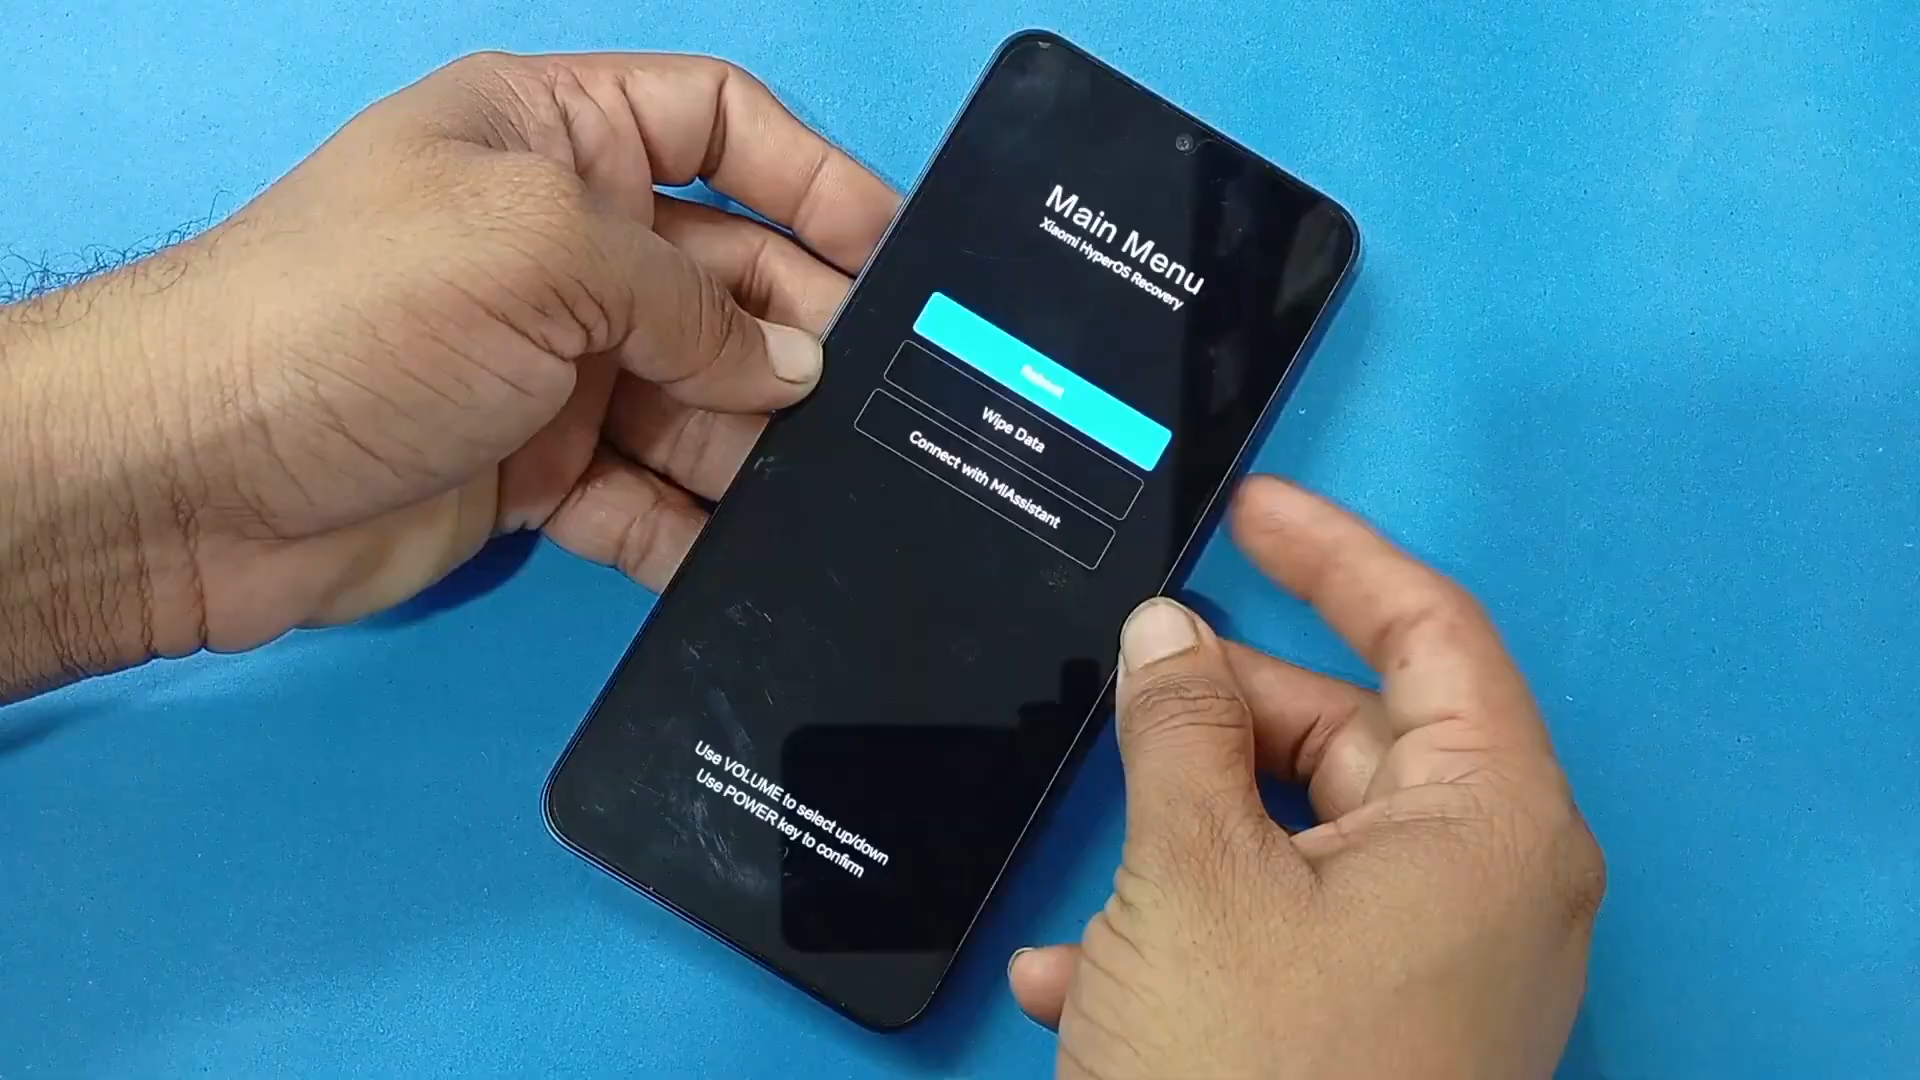 Main Menu
Xiaomi HyperOS Recovery
Reboot
Wipe Data
Connect with MIAssistant
Use VOLUME to select up/down
Use POWER key to confirm